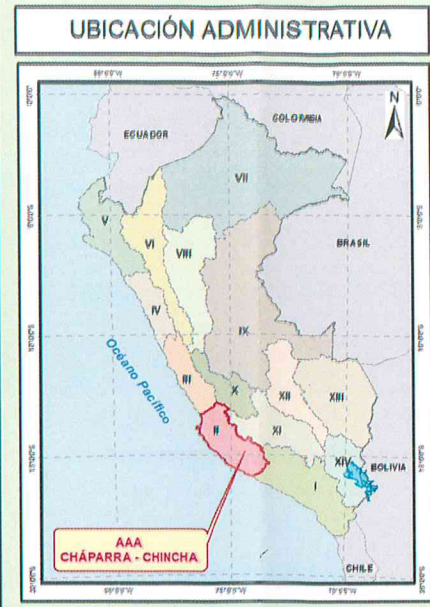 UBICACIÓN ADMINISTRATIVA
N
ECUADOR
COLOMBIA
VII
V
VI
VIII
BRASIL
IV
IX
Océano Pacífico
III
X
XII
XIII
II
XI
XIV
BOLIVIA
I
AAA
CHÁPARRA - CHINCHA
CHILE